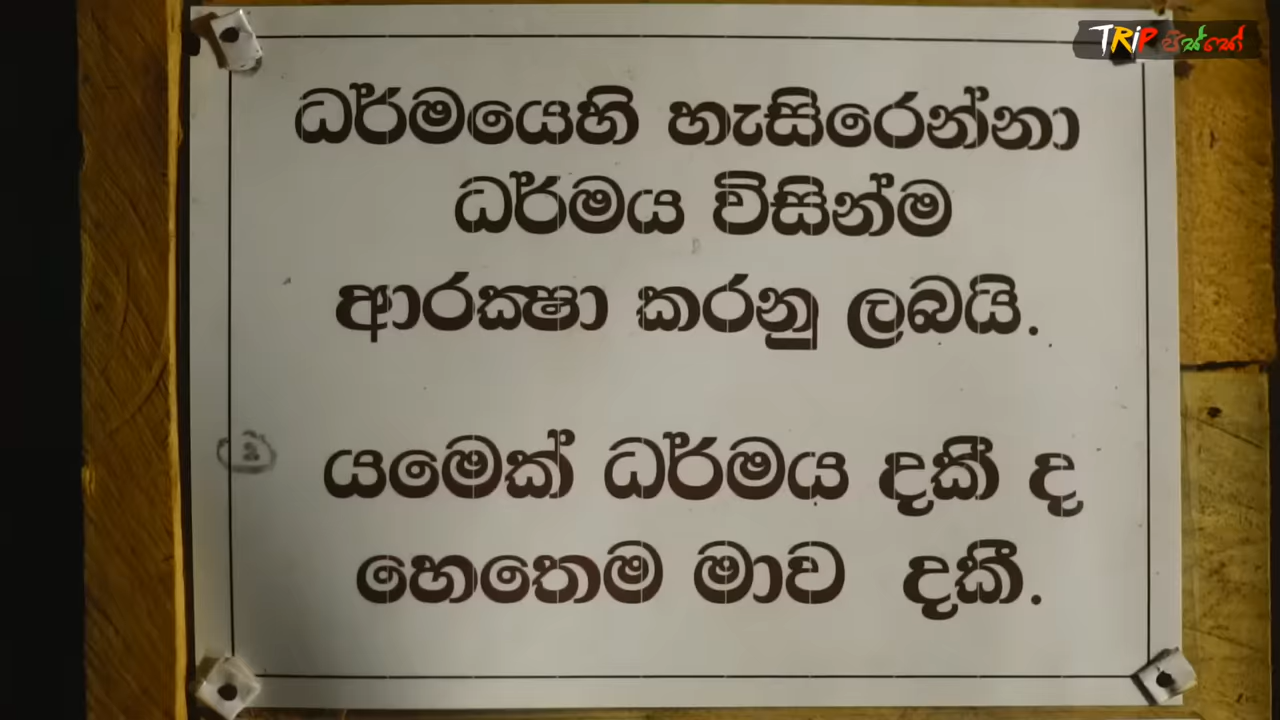 TRiP පිස්සෝ
ධර්මයෙහි හැසිරෙන්නා
ධර්මය විසින්ම
ආරක්‍ෂා කරනු ලබයි.
යමෙක් ධර්මය දකී ද
හෙතෙම මාව දකී.